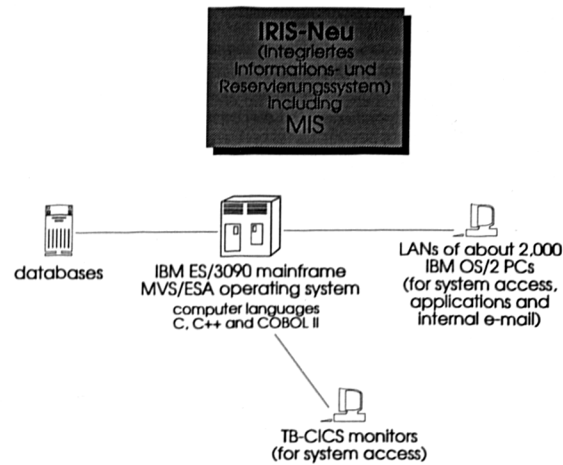 IRIS-Neu
(Integriertes
Informations- und
Reservierungssystem)
including
MIS
databases
IBM ES/3090 mainframe
MVS/ESA operating system
computer languages
C, C++ and COBOL II
LANs of about 2,000
IBM OS/2 PCs
(for system access,
applications and
internal e-mail)
TB-CICS monitors
(for system access)